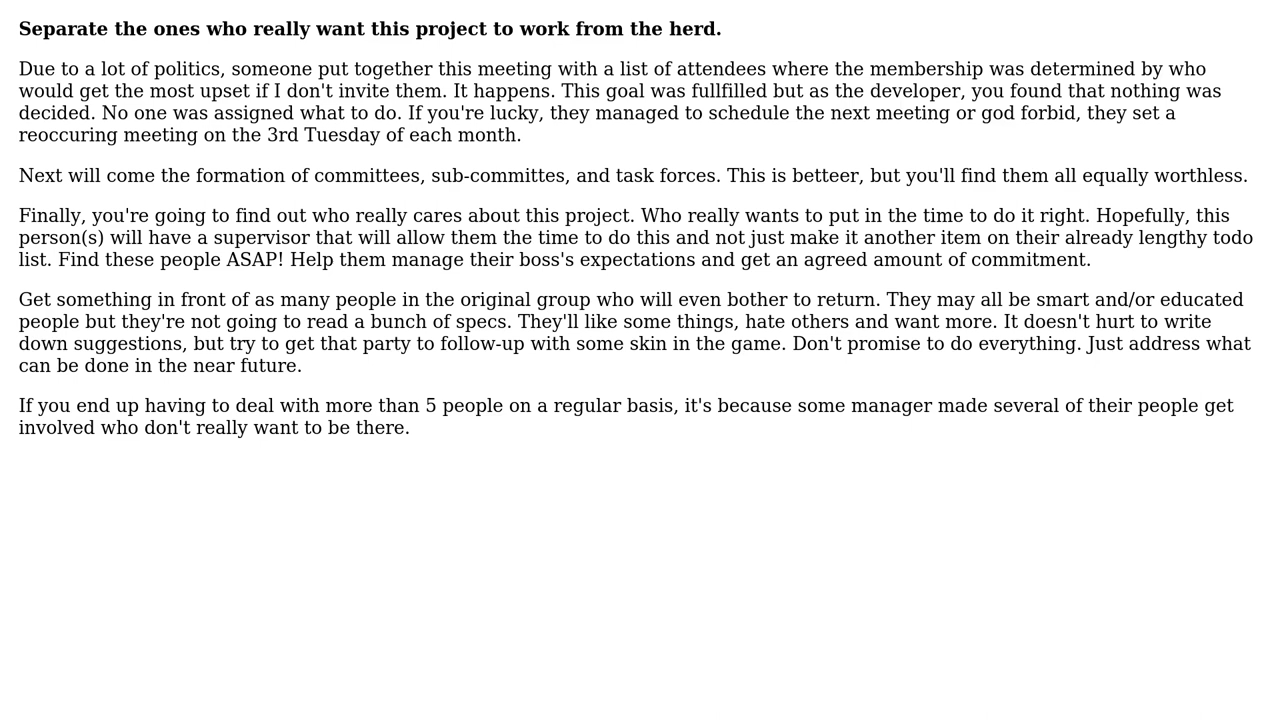 Separate the ones who really want this project to work from the herd.
Due to a lot of politics, someone put together this meeting with a list of attendees where the membership was determined by who
would get the most upset if I don't invite them. It happens. This goal was fullfilled but as the developer, you found that nothing was
decided. No one was assigned what to do. If you're lucky, they managed to schedule the next meeting or god forbid, they set a
reoccuring meeting on the 3rd Tuesday of each month.
Next will come the formation of committees, sub-committes, and task forces. This is betteer, but you'll find them all equally worthless.
Finally, you're going to find out who really cares about this project. Who really wants to put in the time to do it right. Hopefully, this
person(s) will have a supervisor that will allow them the time to do this and not just make it another item on their already lengthy todo
list. Find these people ASAP! Help them manage their boss's expectations and get an agreed amount of commitment.
Get something in front of as many people in the original group who will even bother to return. They may all be smart and/or educated
people but they're not going to read a bunch of specs. They'll like some things, hate others and want more. It doesn't hurt to write
down suggestions, but try to get that party to follow-up with some skin in the game. Don't promise to do everything. Just address what
can be done in the near future.
If you end up having to deal with more than 5 people on a regular basis, it's because some manager made several of their people get
involved who don't really want to be there.